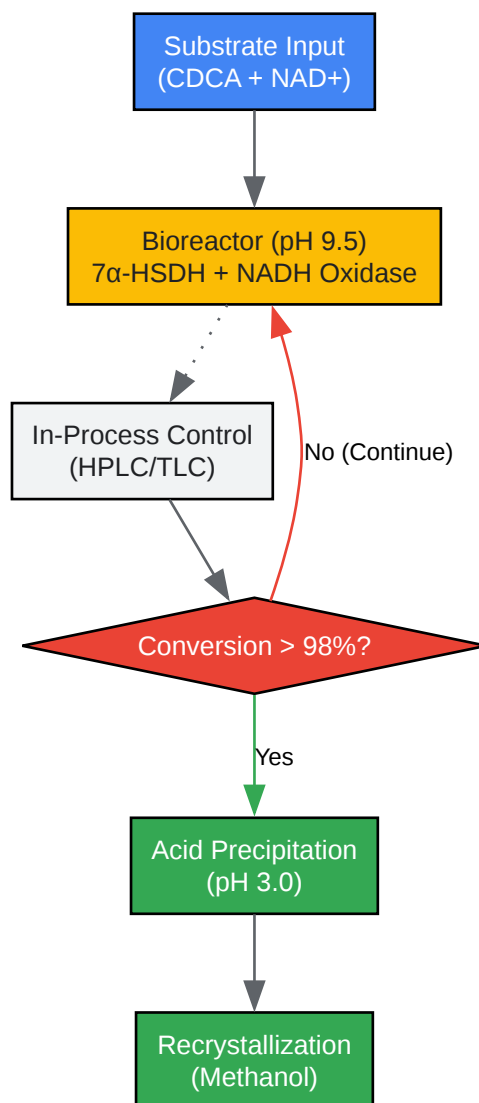 Substrate Input
(CDCA + NAD+)
Bioreactor (pH 9.5)
7α-HSDH + NADH Oxidase
In-Process Control
(HPLC/TLC)
No (Continue)
Conversion > 98%?
Yes
Acid Precipitation
(pH 3.0)
Recrystallization
(Methanol)